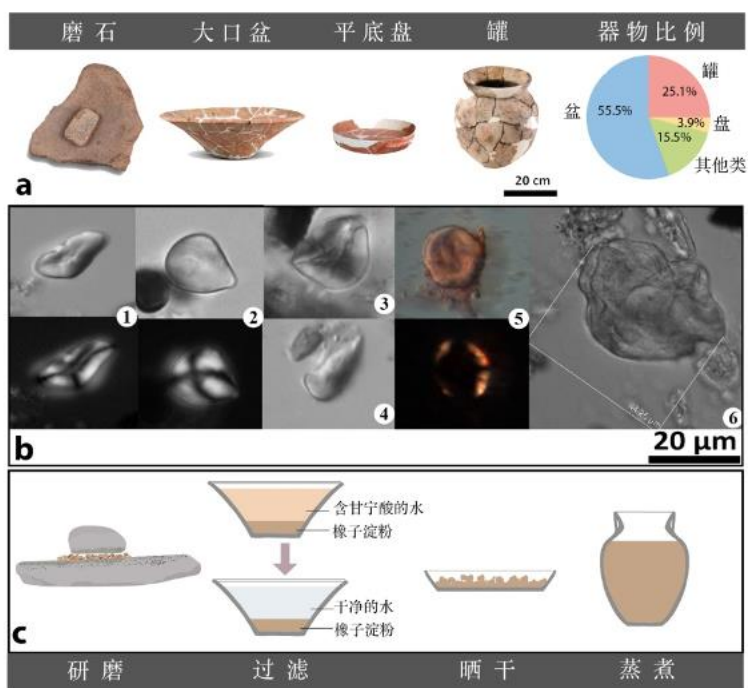 磨石 大口盆 平底盘 罐 器物比例
罐
25.1%
盆 55.5%
3.9% 盘
15.5%
其他类
20 cm
a
1 2 3 5
4 6
20 μm
b
含甘宁酸的水
橡子淀粉
干净的水
橡子淀粉
c
研磨 过滤 晒干 蒸煮